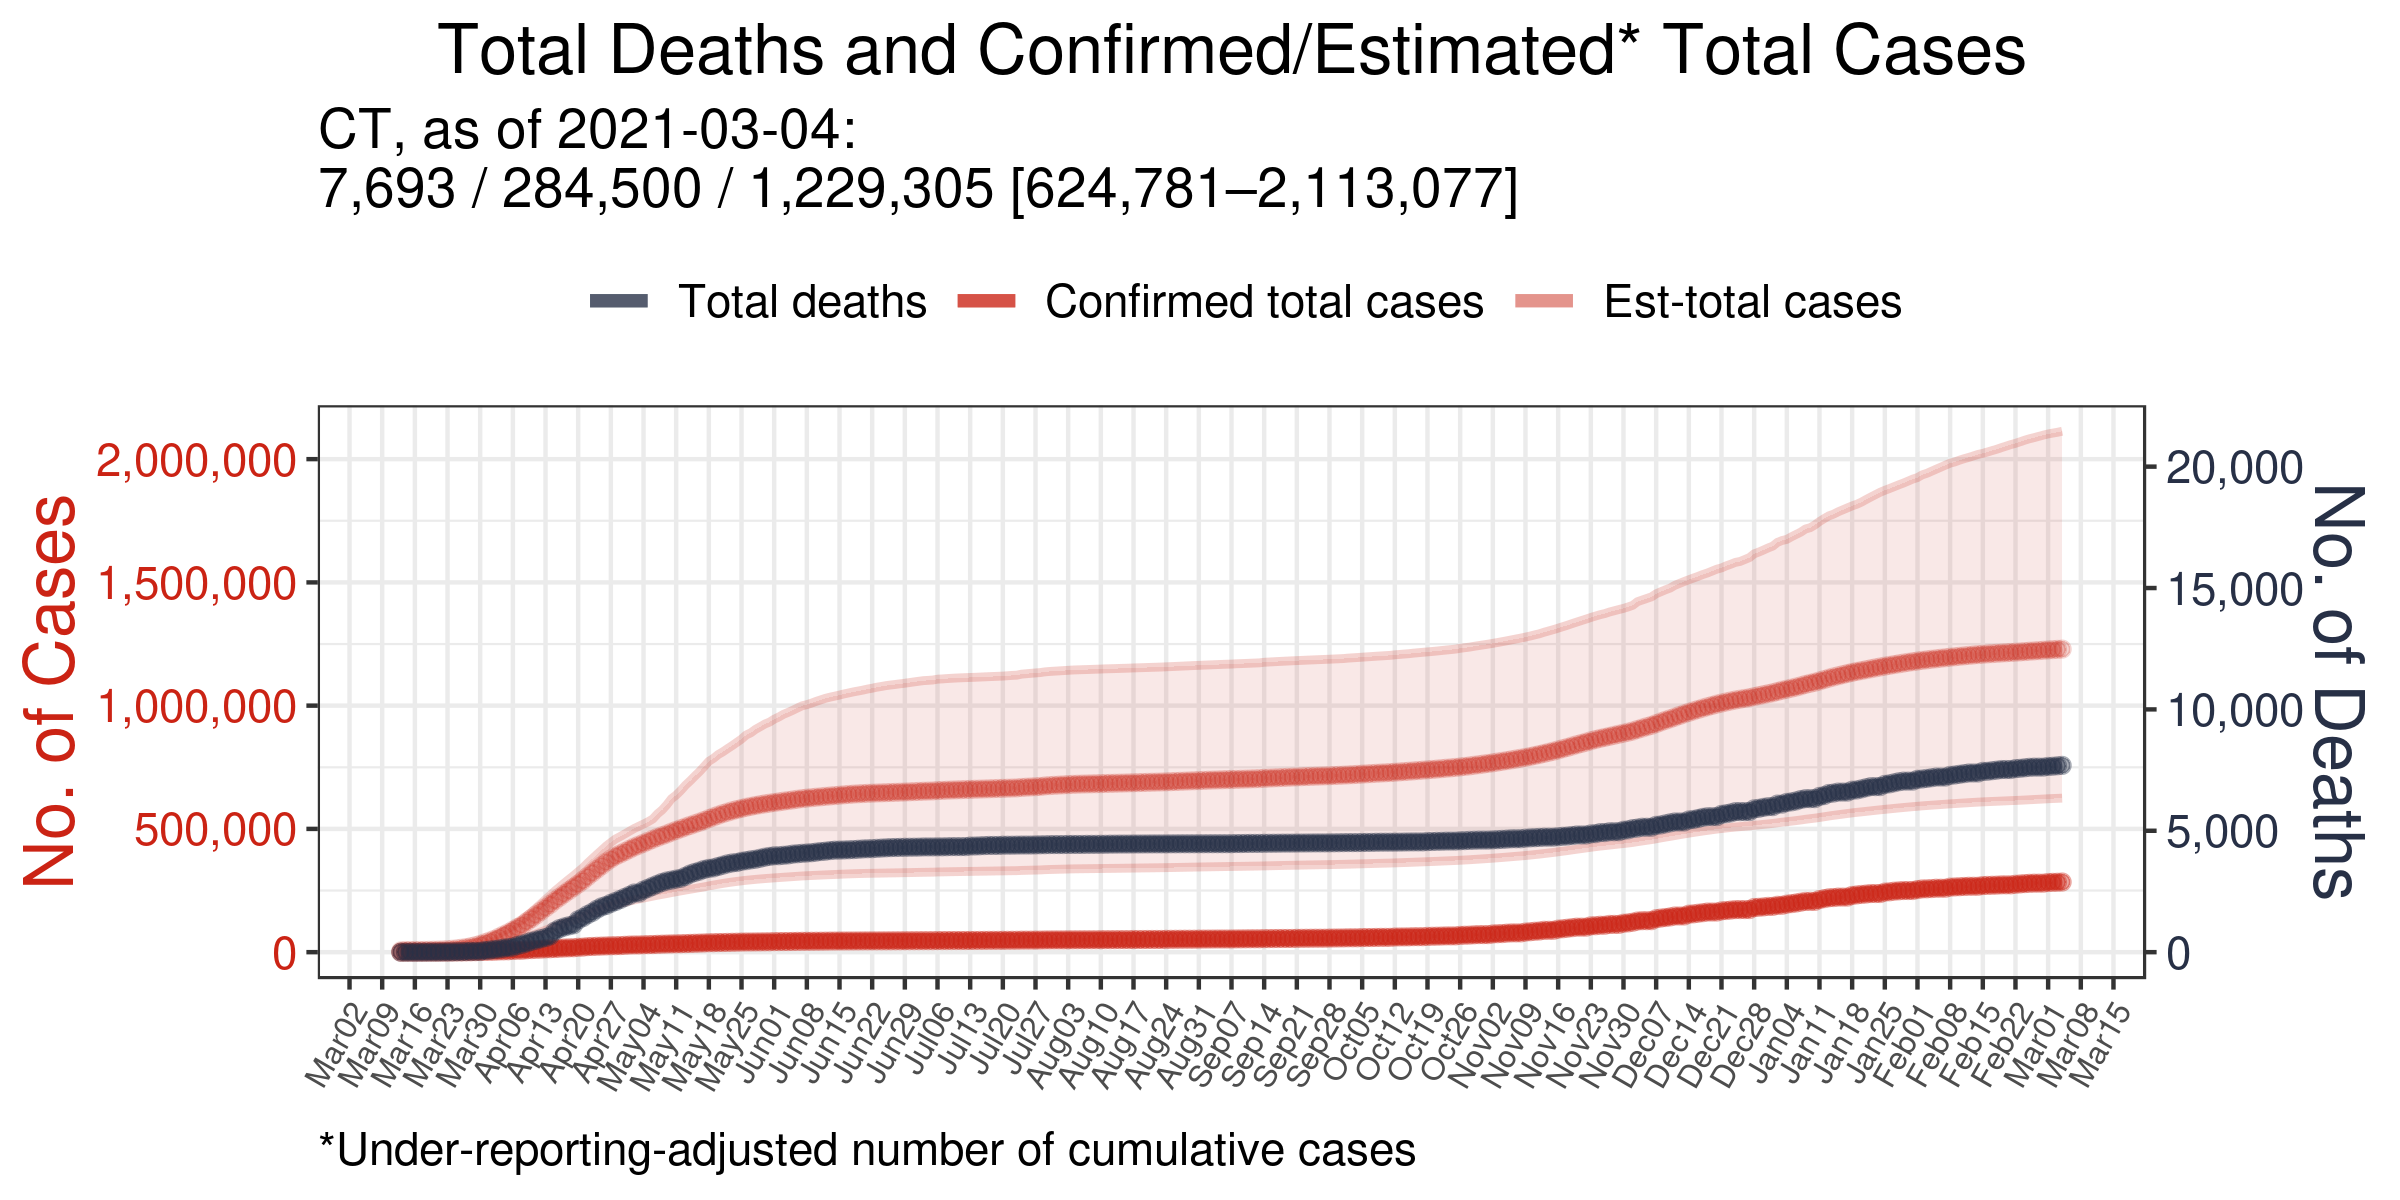 Total Deaths and Confirmed/Estimated* Total Cases
CT, as of 2021-03-04:
7,693 / 284,500 / 1,229,305 [624,781–2,113,077]
Total deaths
Confirmed total cases
Est-total cases
No. of Cases
2,000,000
1,500,000
1,000,000
500,000
0
20,000
15,000
10,000
5,000
0
No. of Deaths
Mar02
Mar09
Mar16
Mar23
Mar30
Apr06
Apr13
Apr20
Apr27
May04
May11
May18
May25
Jun01
Jun08
Jun15
Jun22
Jun29
Jul06
Jul13
Jul20
Jul27
Aug03
Aug10
Aug17
Aug24
Aug31
Sep07
Sep14
Sep21
Sep28
Oct05
Oct12
Oct19
Oct26
Nov02
Nov09
Nov16
Nov23
Nov30
Dec07
Dec14
Dec21
Dec28
Jan04
Jan11
Jan18
Jan25
Feb01
Feb08
Feb15
Feb22
Mar01
Mar08
Mar15
*Under-reporting-adjusted number of cumulative cases